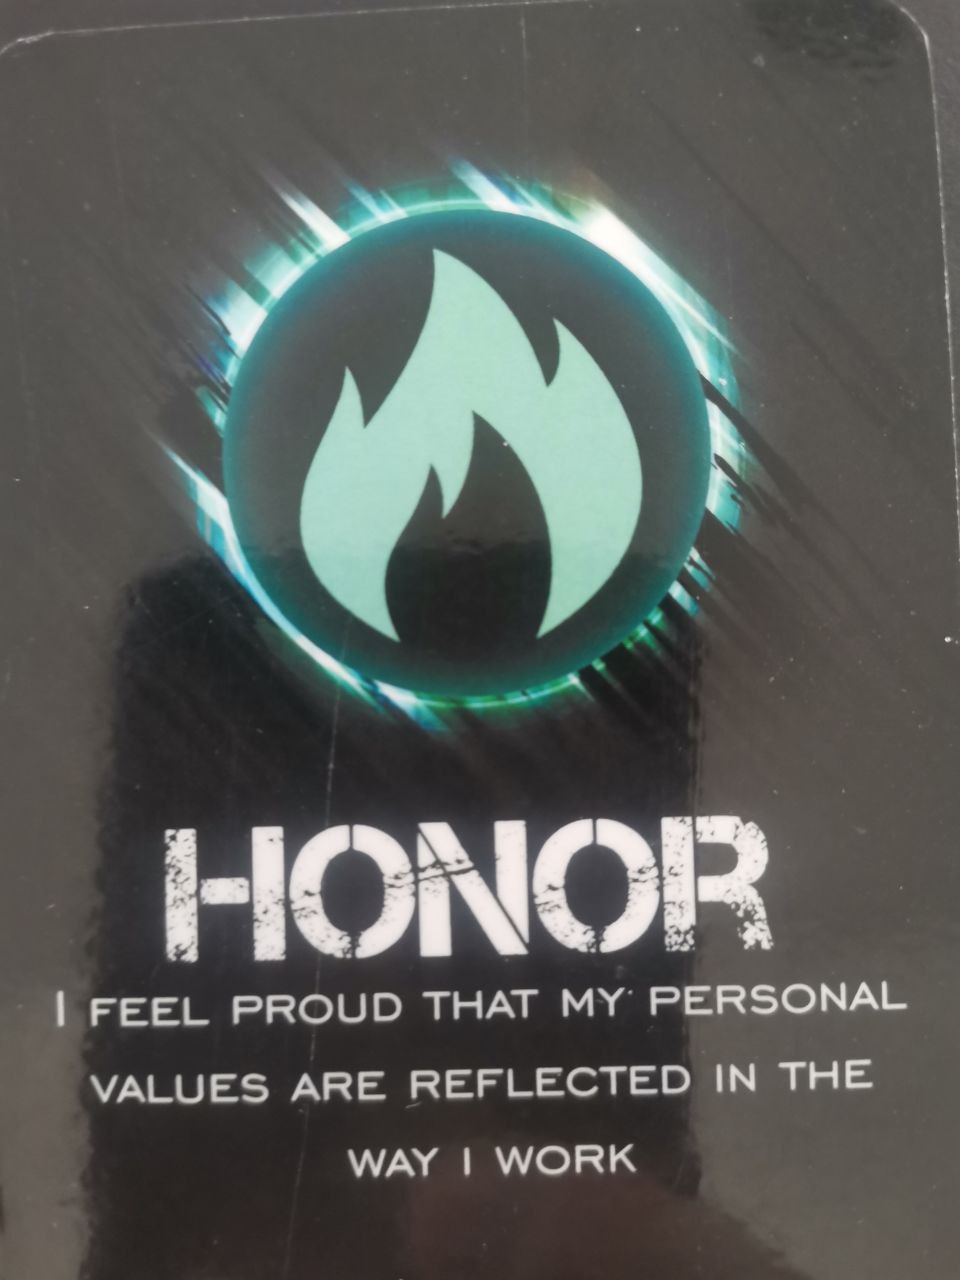 HONOR
I FEEL PROUD THAT MY PERSONAL
VALUES ARE REFLECTED IN THE
WAY I WORK